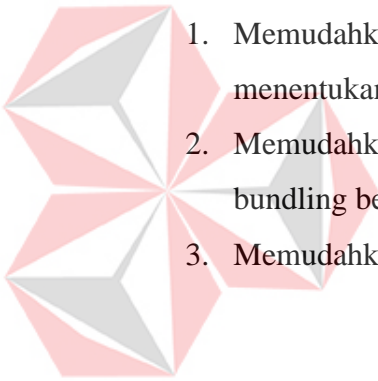 1. Memudahk
menentukan
2. Memudahk
bundling be
3. Memudahk